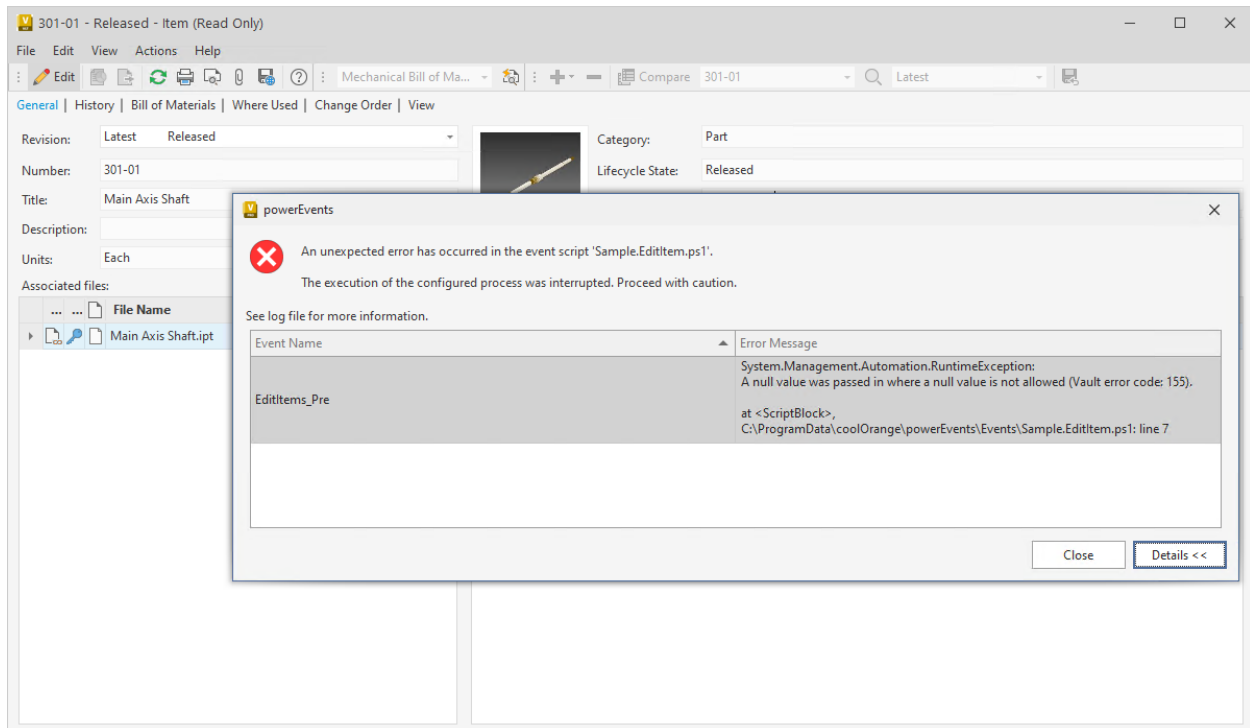 301-01 - Released - Item (Read Only)
File Edit View Actions Help
Edit Mechanical Bill of Ma... Compare 301-01 Latest
General | History | Bill of Materials | Where Used | Change Order | View
Revision: Latest Released
Category: Part
Number: 301-01
Lifecycle State: Released
Title: Main Axis Shaft
Description:
Units: Each
Associated files:
... ... File Name
Main Axis Shaft.ipt
powerEvents
An unexpected error has occurred in the event script 'Sample.EditItem.ps1'.
The execution of the configured process was interrupted. Proceed with caution.
See log file for more information.
Event Name Error Message
EditItems_Pre
System.Management.Automation.RuntimeException:
A null value was passed in where a null value is not allowed (Vault error code: 155).
at <ScriptBlock>,
C:\ProgramData\coolOrange\powerEvents\Events\Sample.EditItem.ps1: line 7
Close Details <<